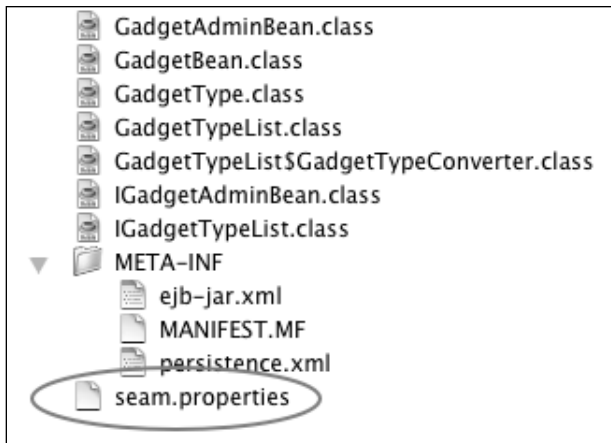 GadgetAdminBean.class
GadgetBean.class
GadgetType.class
GadgetTypeList.class
GadgetTypeList$GadgetTypeConverter.class
IGadgetAdminBean.class
IGadgetTypeList.class
META-INF
ejb-jar.xml
MANIFEST.MF
persistence.xml
seam.properties